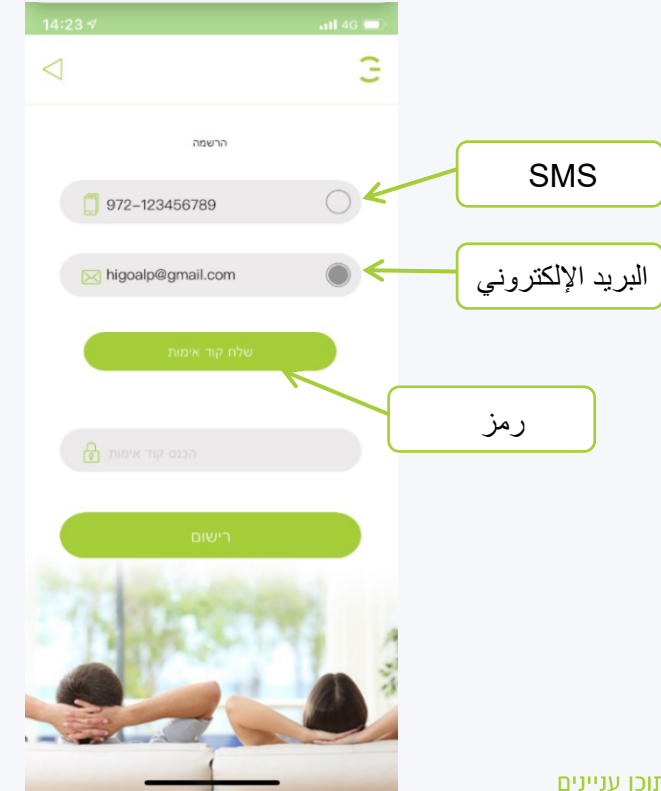 14:23
4G
הרשמה
SMS
972-123456789
البريد الإلكتروني
higoalp@gmail.com
שלח קוד אימות
رمز
הכנס קוד אימות
רישום
תוכן עניינים